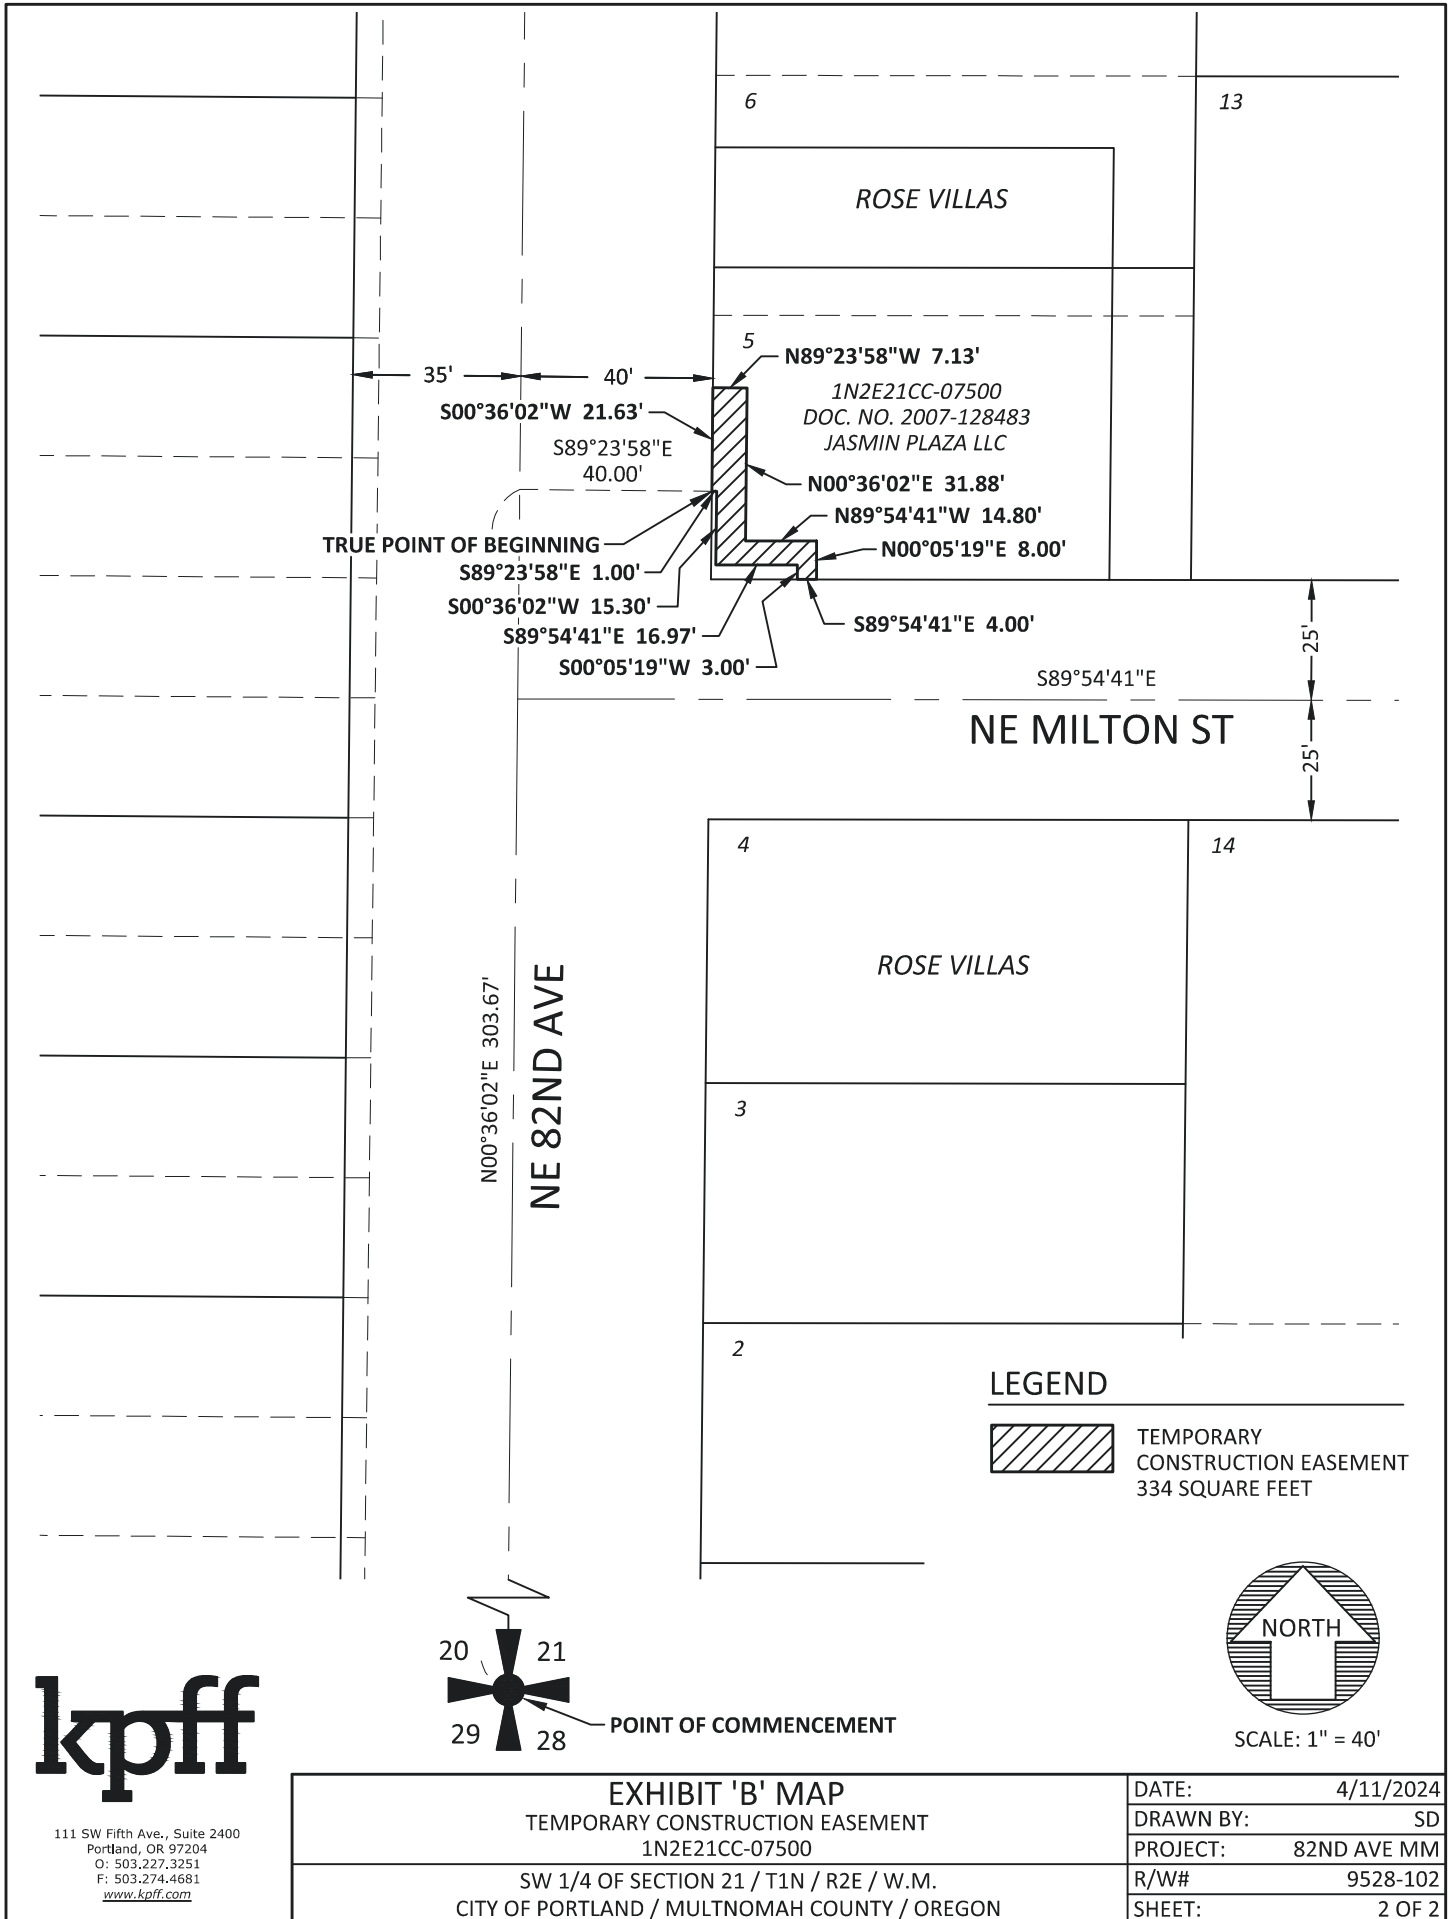 6
13
ROSE VILLAS
5
N89°23'58"W 7.13'
35'
40'
1N2E21CC-07500
DOC. NO. 2007-128483
JASMIN PLAZA LLC
S00°36'02"W 21.63'
S89°23'58"E
40.00'
N00°36'02"E 31.88'
N89°54'41"W 14.80'
TRUE POINT OF BEGINNING
N00°05'19"E 8.00'
S89°23'58"E 1.00'
S00°36'02"W 15.30'
S89°54'41"E 16.97'
S89°54'41"E 4.00'
S00°05'19"W 3.00'
25'
S89°54'41"E
NE MILTON ST
25'
4
14
ROSE VILLAS
N00°36'02"E 303.67'
NE 82ND AVE
3
2
LEGEND
TEMPORARY
CONSTRUCTION EASEMENT
334 SQUARE FEET
NORTH
SCALE: 1" = 40'
20
21
29
28
POINT OF COMMENCEMENT
kpff
111 SW Fifth Ave., Suite 2400
Portland, OR 97204
O: 503.227.3251
F: 503.274.4681
www.kpff.com
EXHIBIT 'B' MAP
TEMPORARY CONSTRUCTION EASEMENT
1N2E21CC-07500
SW 1/4 OF SECTION 21 / T1N / R2E / W.M.
CITY OF PORTLAND / MULTNOMAH COUNTY / OREGON
DATE: 4/11/2024
DRAWN BY: SD
PROJECT: 82ND AVE MM
R/W# 9528-102
SHEET: 2 OF 2